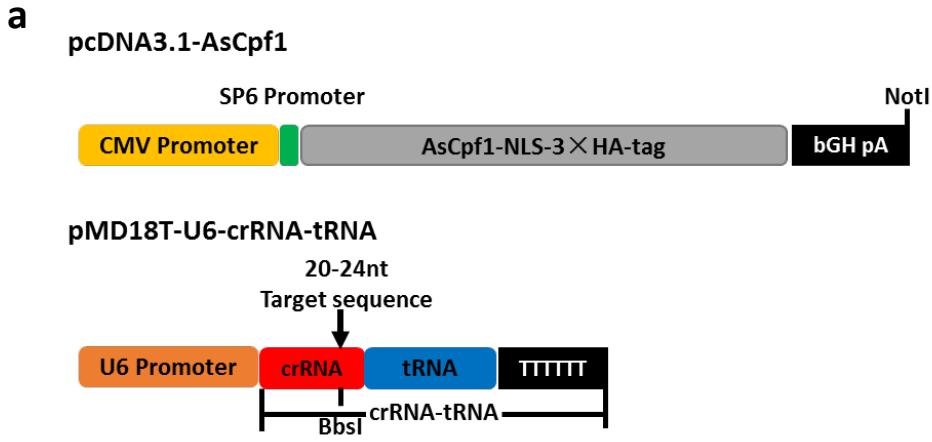 a
pcDNA3.1-AsCpf1
SP6 Promoter
NotI
CMV Promoter
AsCpf1-NLS-3×HA-tag
bGH pA
pMD18T-U6-crRNA-tRNA
20-24nt
Target sequence
U6 Promoter
crRNA
tRNA
TTTTTT
crRNA-tRNA
BbsI